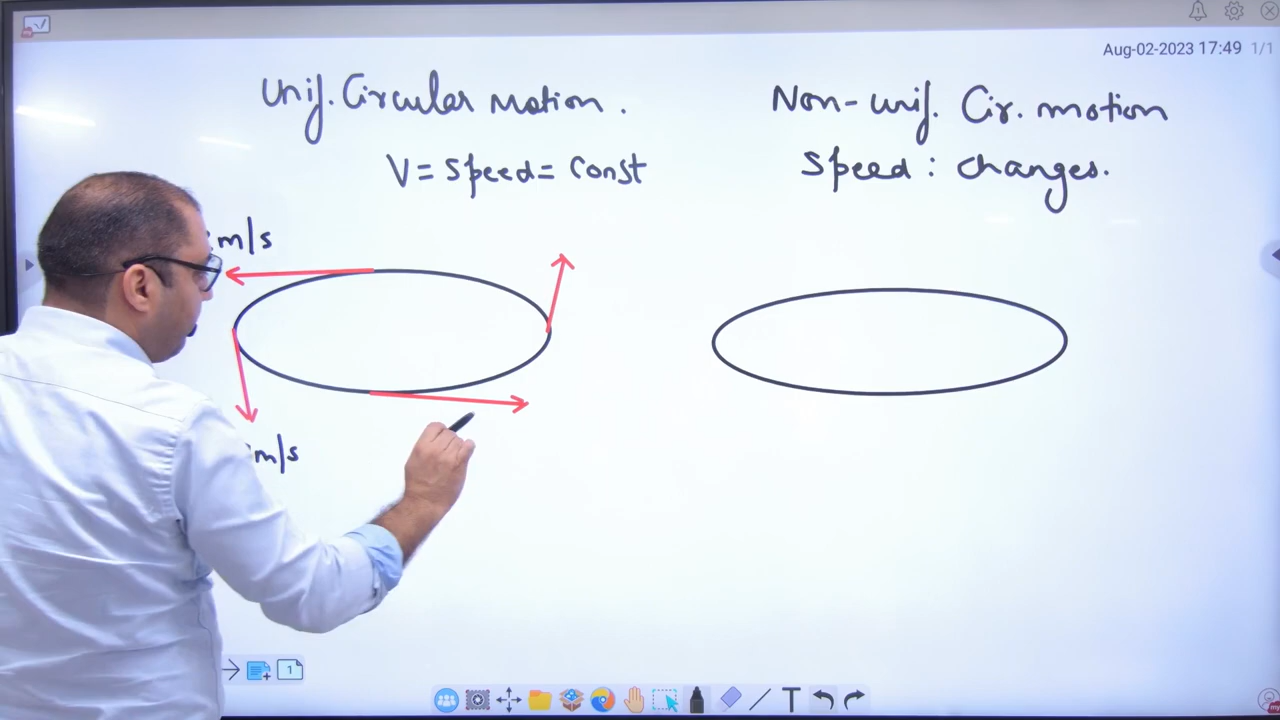 Aug-02-2023 17:49 1/1
Unif. Circular Motion.
V = Speed = Const
Non-unif. Cir. motion
Speed : Changes.
m/s
m/s
1
T